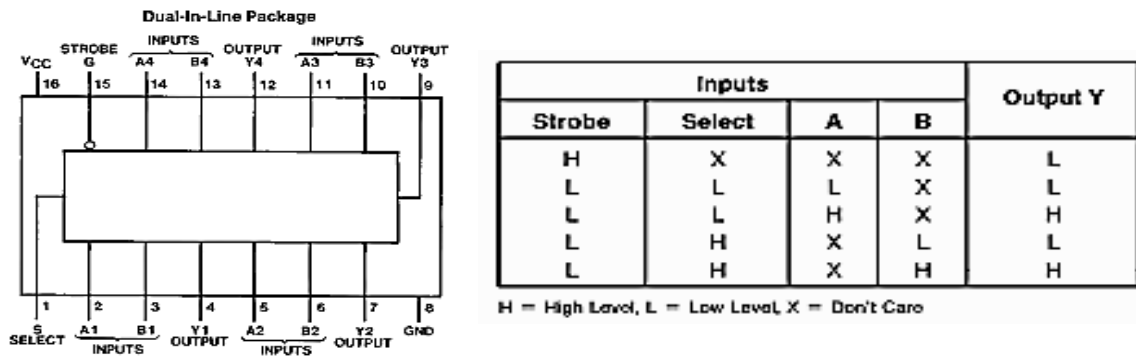 Dual-In-Line Package
INPUTS INPUTS
STROBE OUTPUT OUTPUT
VCC G A4 B4 Y4 A3 B3 Y3
16 15 14 13 12 11 10 9
1 2 3 4 5 6 7 8
S A1 B1 Y1 A2 B2 Y2 GND
SELECT INPUTS OUTPUT INPUTS OUTPUT
Inputs Output Y
Strobe Select A B
H X X X L
L L L X L
L L H X H
L H X L L
L H X H H
H = High Level, L = Low Level, X = Don't Care